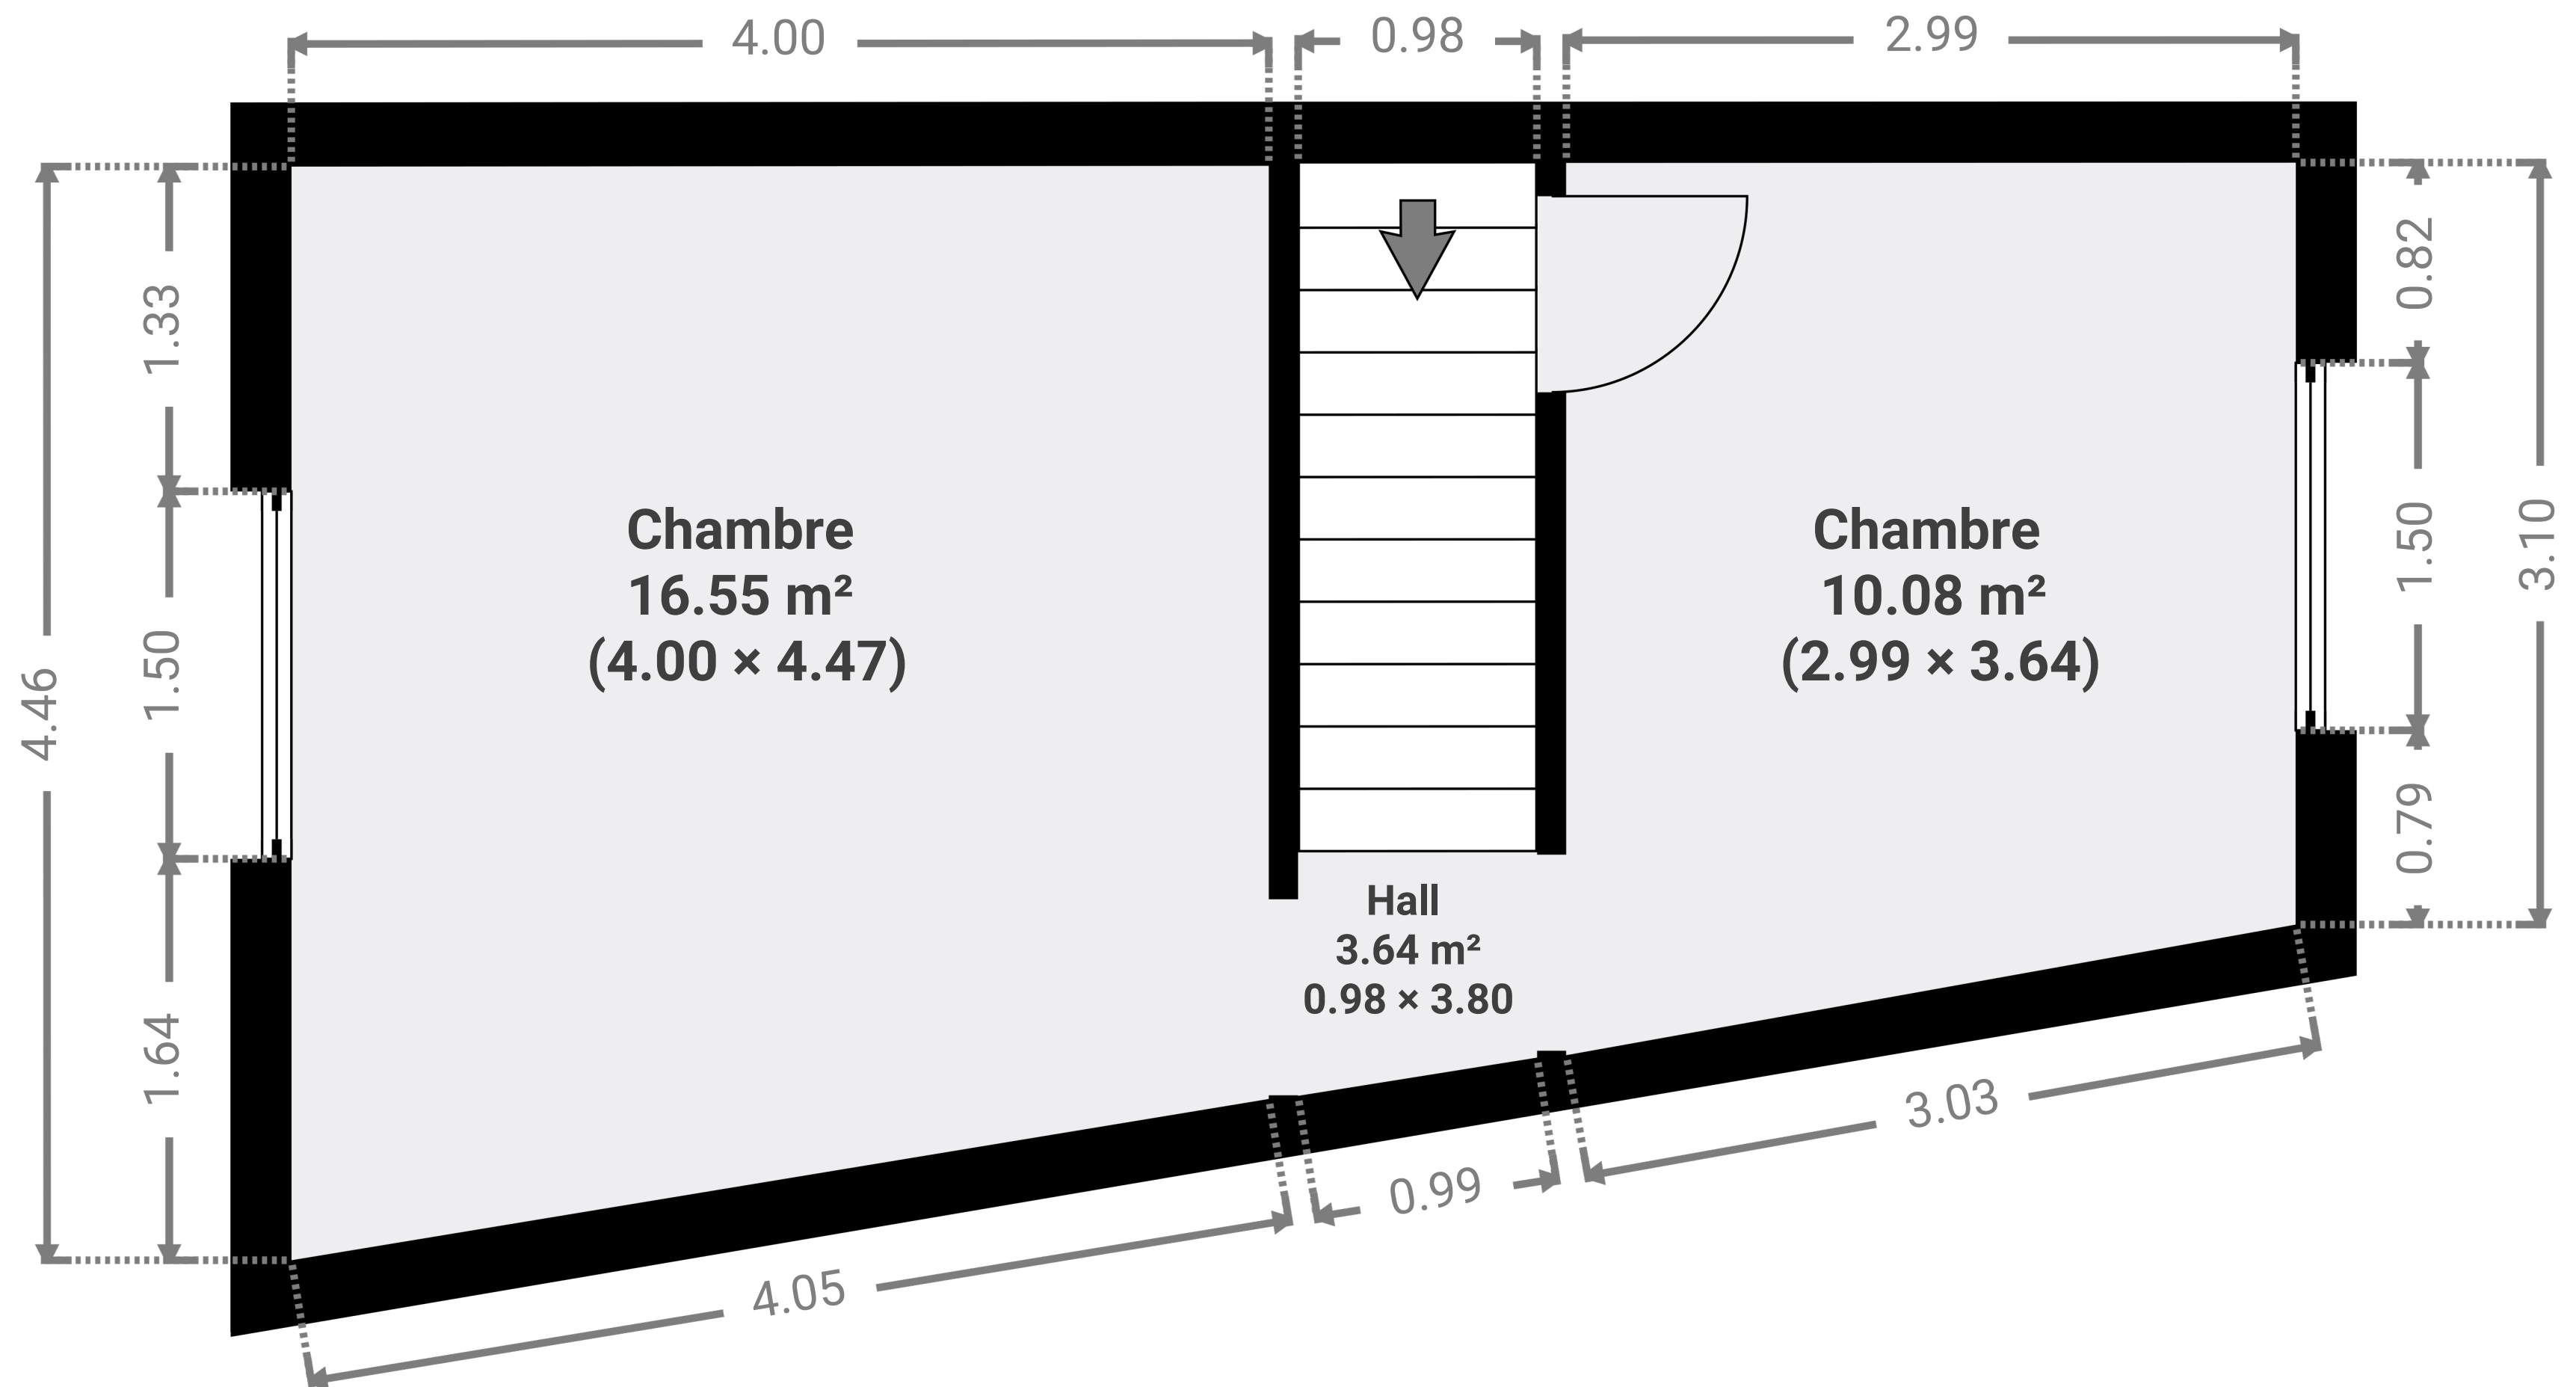 4.00
0.98
2.99
1.33
0.82
4.46
1.50
1.50
3.10
1.64
0.79
Chambre
16.55 m²
(4.00 × 4.47)
Chambre
10.08 m²
(2.99 × 3.64)
Hall
3.64 m²
0.98 × 3.80
4.05
0.99
3.03